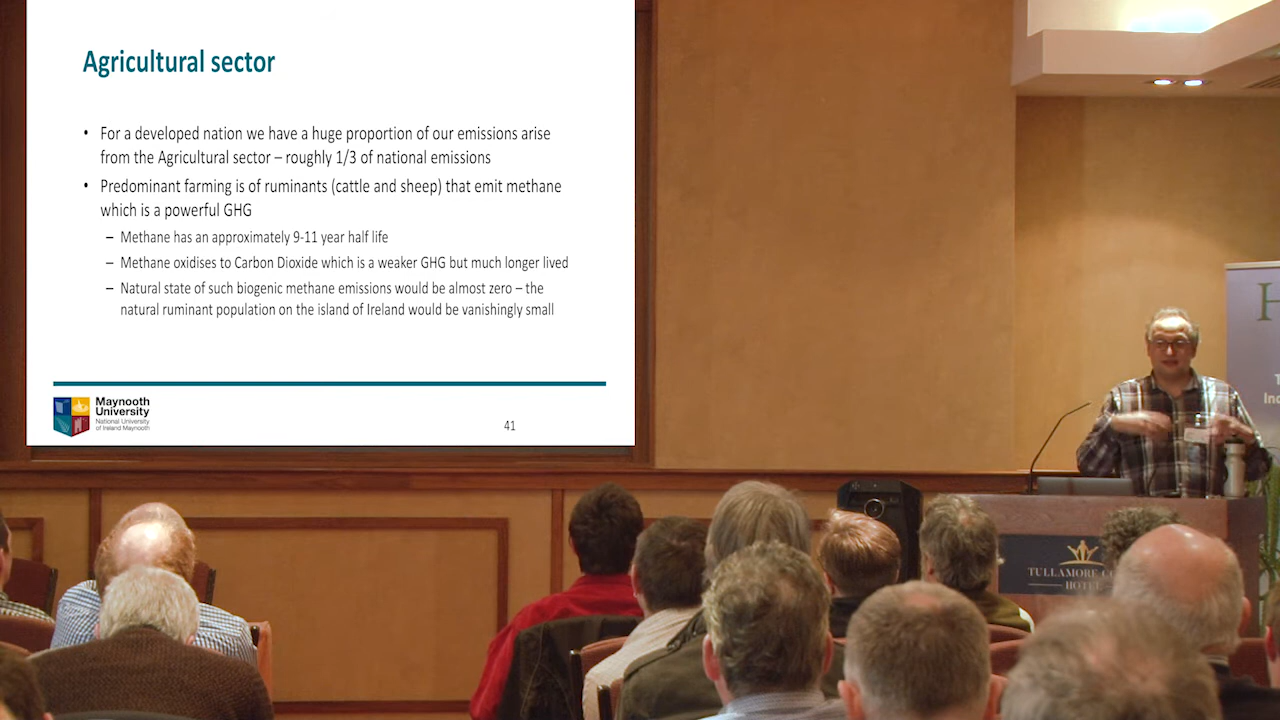 Agricultural sector
• For a developed nation we have a huge proportion of our emissions arise
from the Agricultural sector – roughly 1/3 of national emissions
• Predominant farming is of ruminants (cattle and sheep) that emit methane
which is a powerful GHG
– Methane has an approximately 9-11 year half life
– Methane oxidises to Carbon Dioxide which is a weaker GHG but much longer lived
– Natural state of such biogenic methane emissions would be almost zero – the
natural ruminant population on the island of Ireland would be vanishingly small
Maynooth
University
National University
of Ireland Maynooth
41
H
T
Inc
TULLAMORE CO
HOTEL